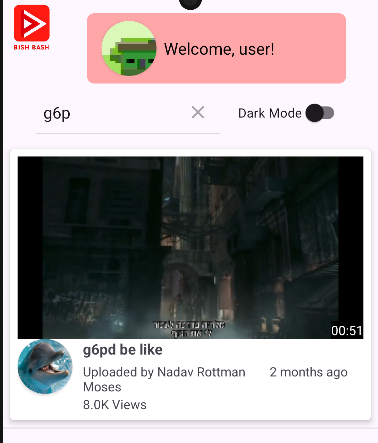 BISH BASH
Welcome, user!
g6p
Dark Mode
00:51
g6pd be like
Uploaded by Nadav Rottman Moses
2 months ago
8.0K Views